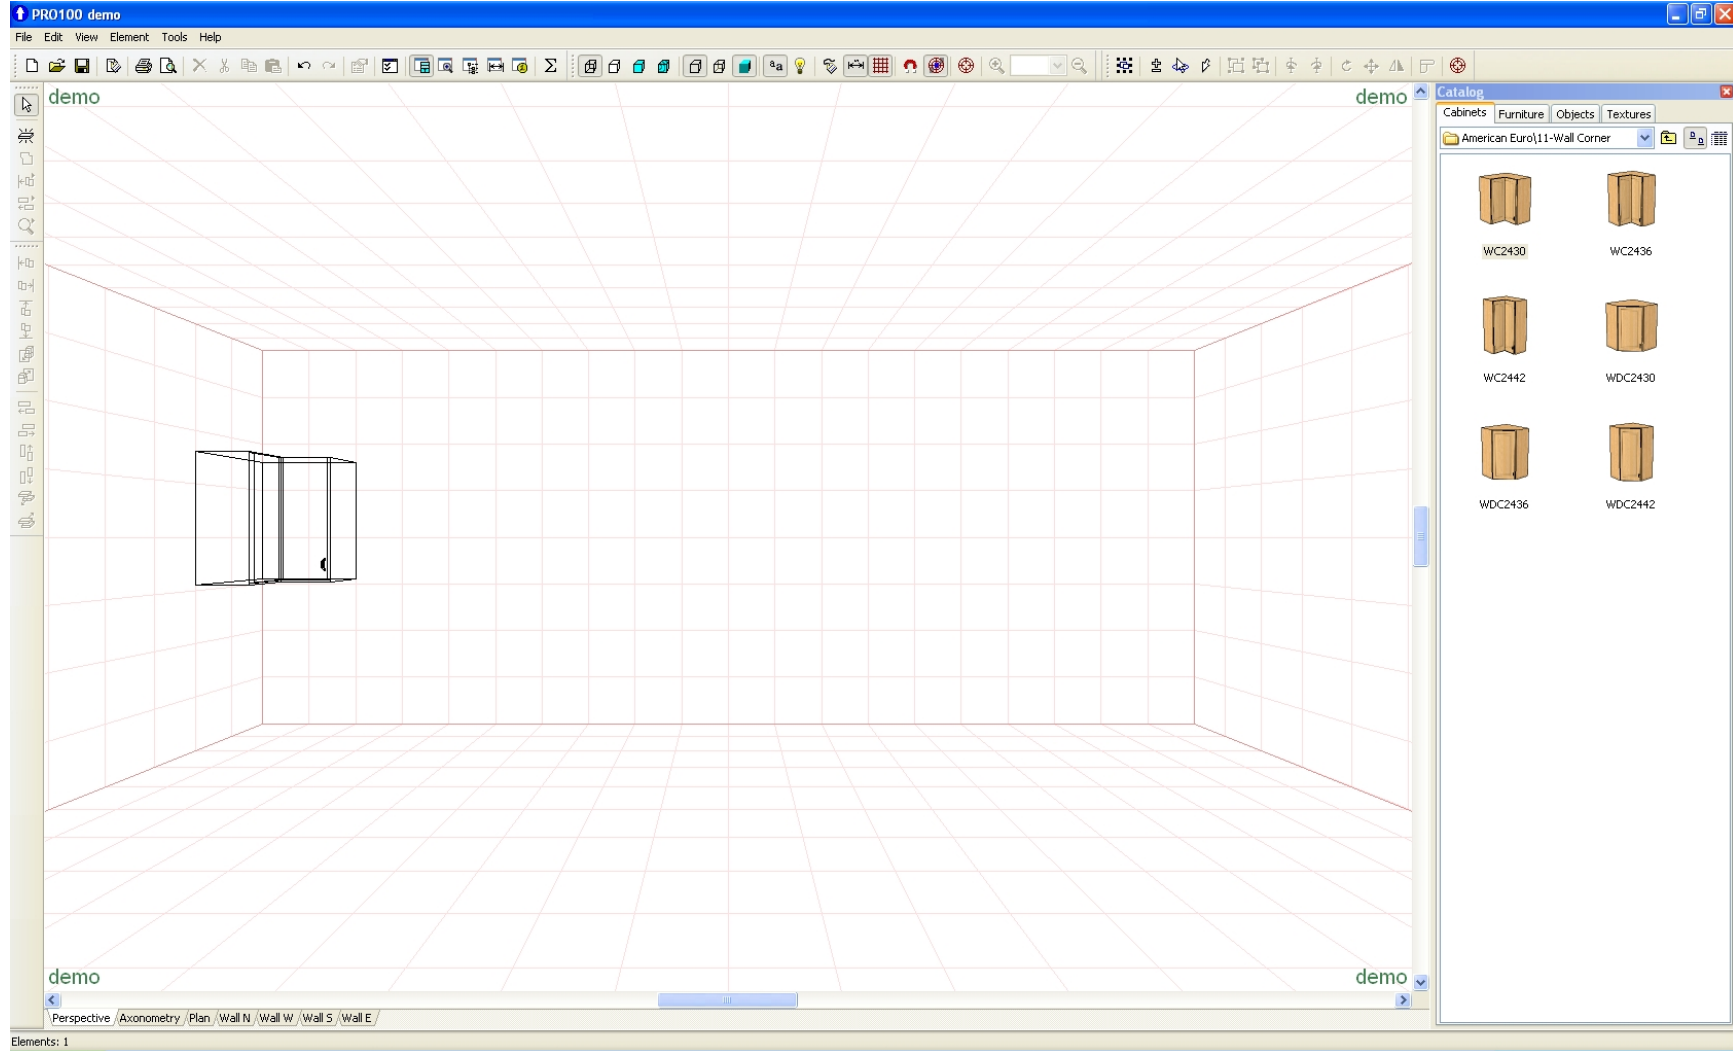 PRO100 demo
File Edit View Element Tools Help
demo demo
Catalog
Cabinets Furniture Objects Textures
American Euro\11-Wall Corner
WC2430 WC2436
WC2442 WDC2430
WDC2436 WDC2442
demo demo
Perspective Axonometry Plan Wall N Wall W Wall S Wall E
Elements: 1